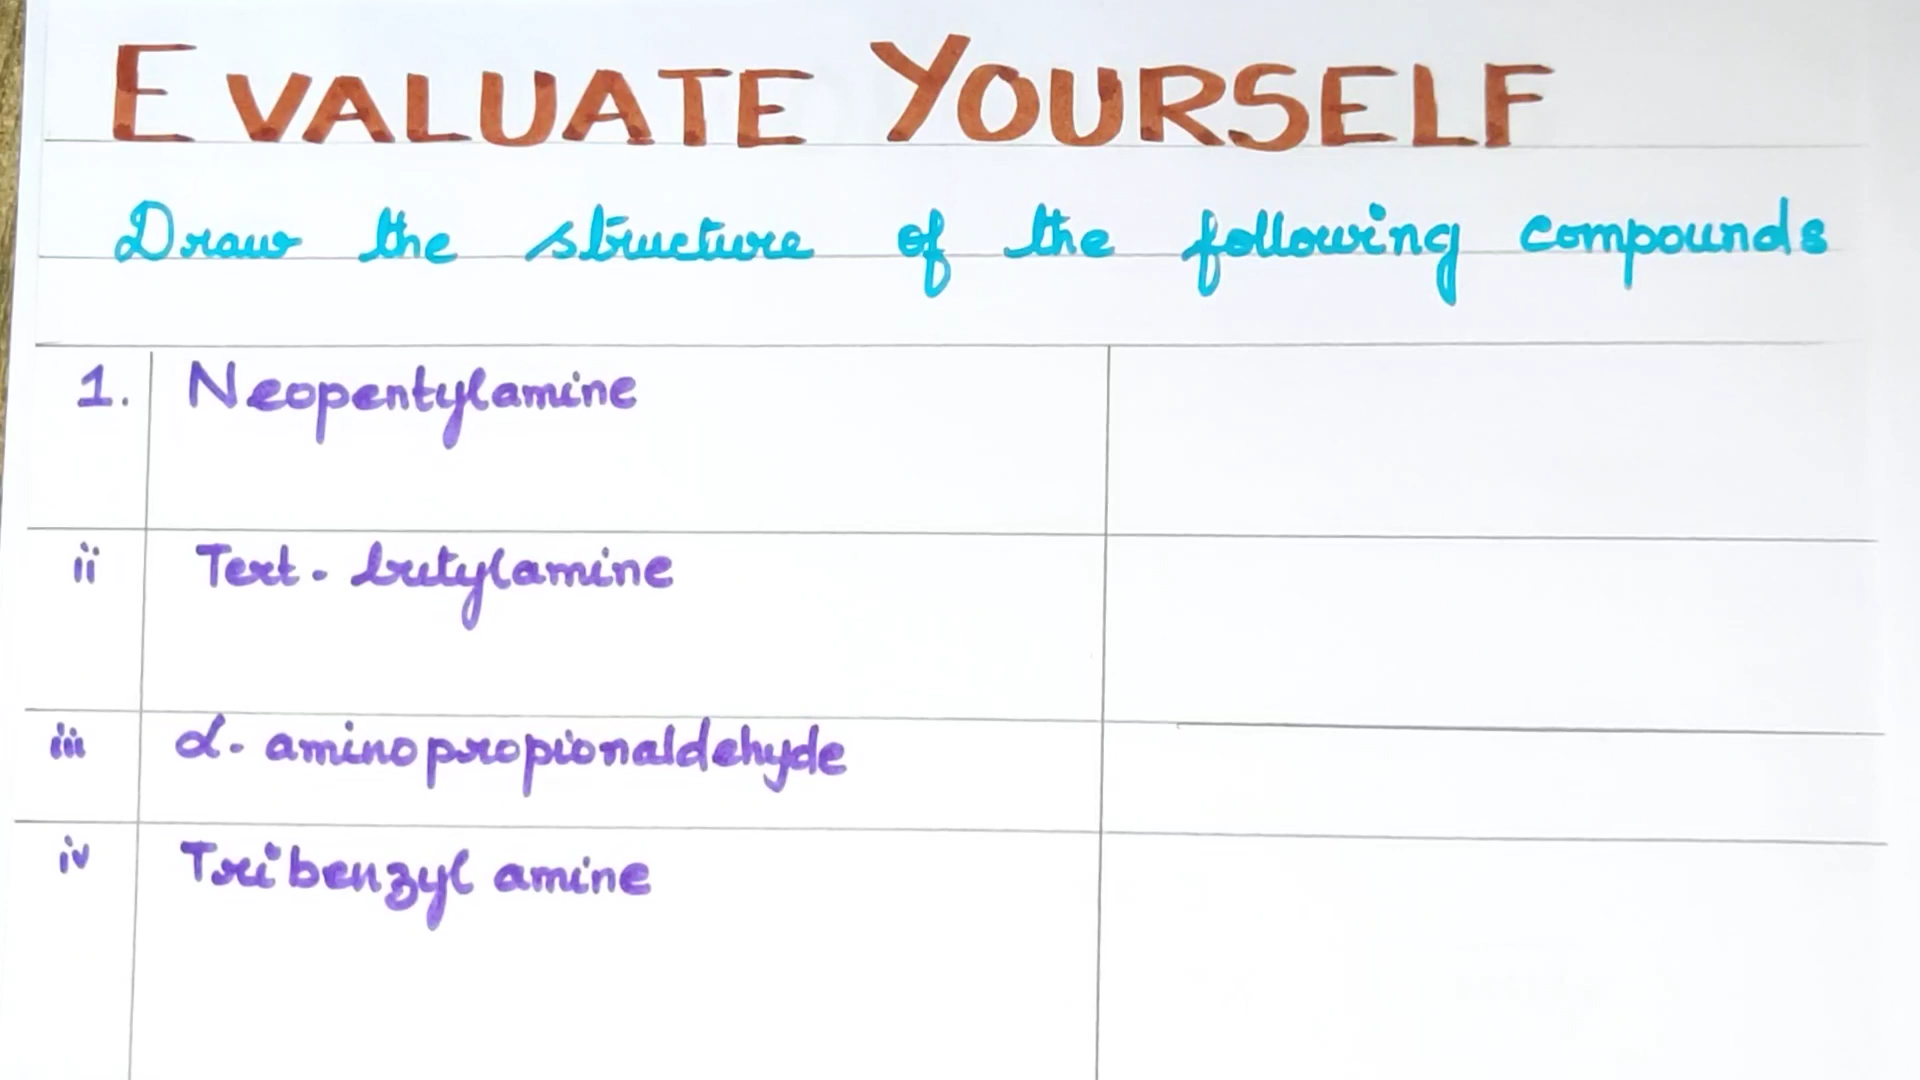 EVALUATE YOURSELF
Draw the structure of the following compounds
1. Neopentylamine
ii Tert. butylamine
iii α- aminopropionaldehyde
iv Tribenzyl amine